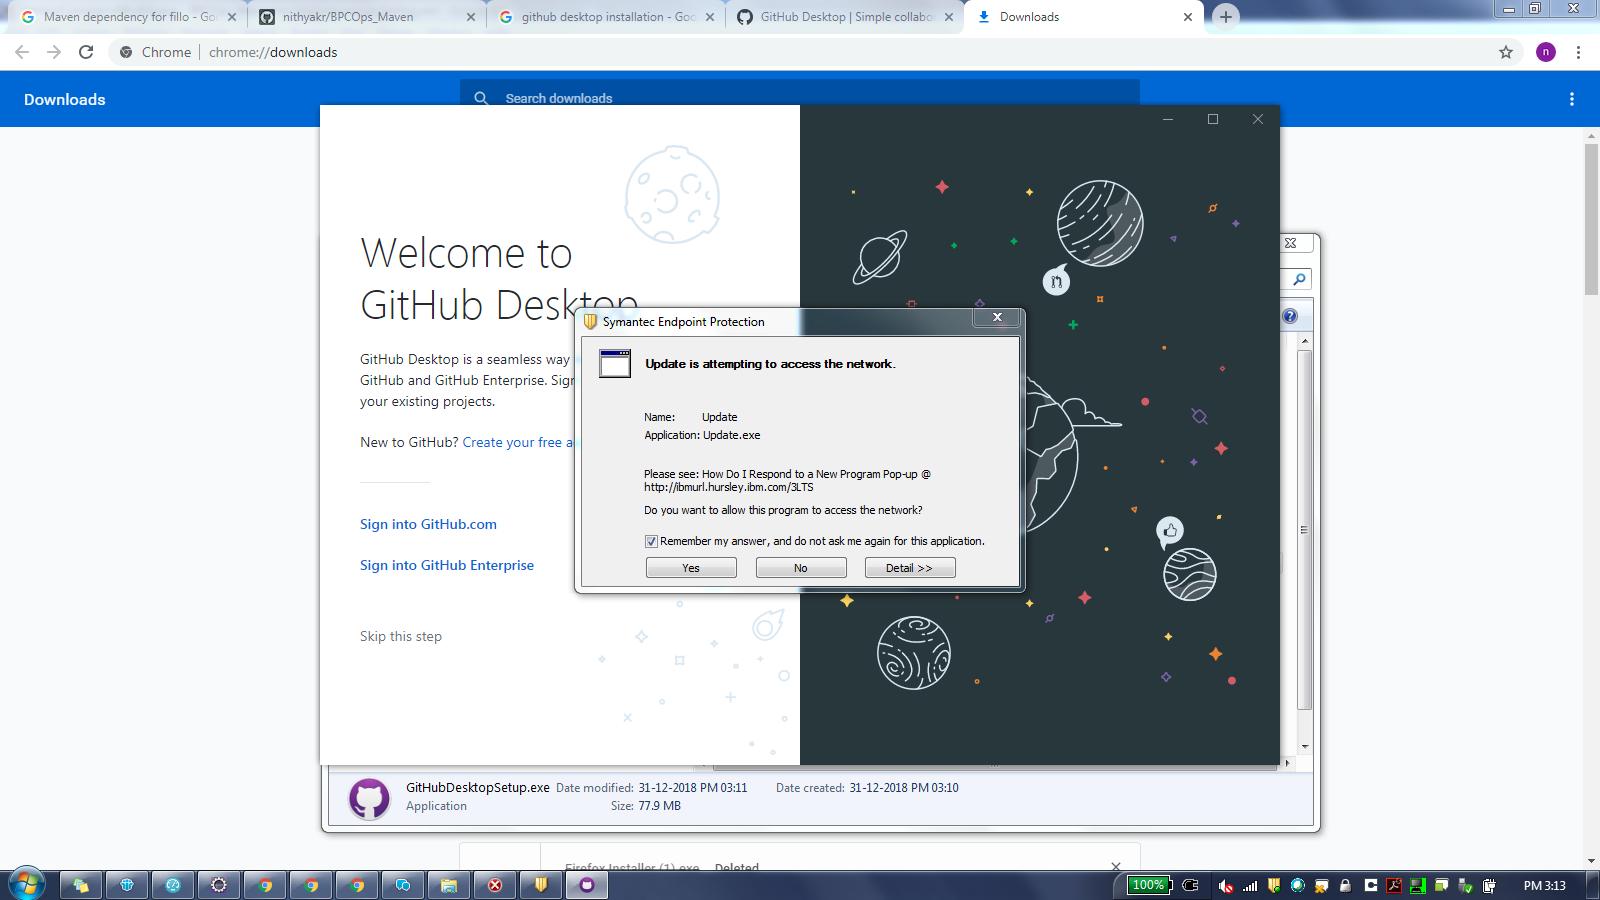 Maven dependency for fillo - Go
nithyakr/BPCOps_Maven
github desktop installation - Goo
GitHub Desktop | Simple collabo
Downloads
Chrome
chrome://downloads
n
Downloads
Search downloads
Welcome to
GitHub Desktop
GitHub Desktop is a seamless way
GitHub and GitHub Enterprise. Sign
your existing projects.
New to GitHub? Create your free a
Sign into GitHub.com
Sign into GitHub Enterprise
Skip this step
Symantec Endpoint Protection
Update is attempting to access the network.
Name: Update
Application: Update.exe
Please see: How Do I Respond to a New Program Pop-up @
http://ibmurl.hursley.ibm.com/3LTS
Do you want to allow this program to access the network?
Remember my answer, and do not ask me again for this application.
Yes
No
Detail >>
GitHubDesktopSetup.exe Date modified: 31-12-2018 PM 03:11 Date created: 31-12-2018 PM 03:10
Application Size: 77.9 MB
Firefox Installer (1).exe Deleted
100%
PM 3:13